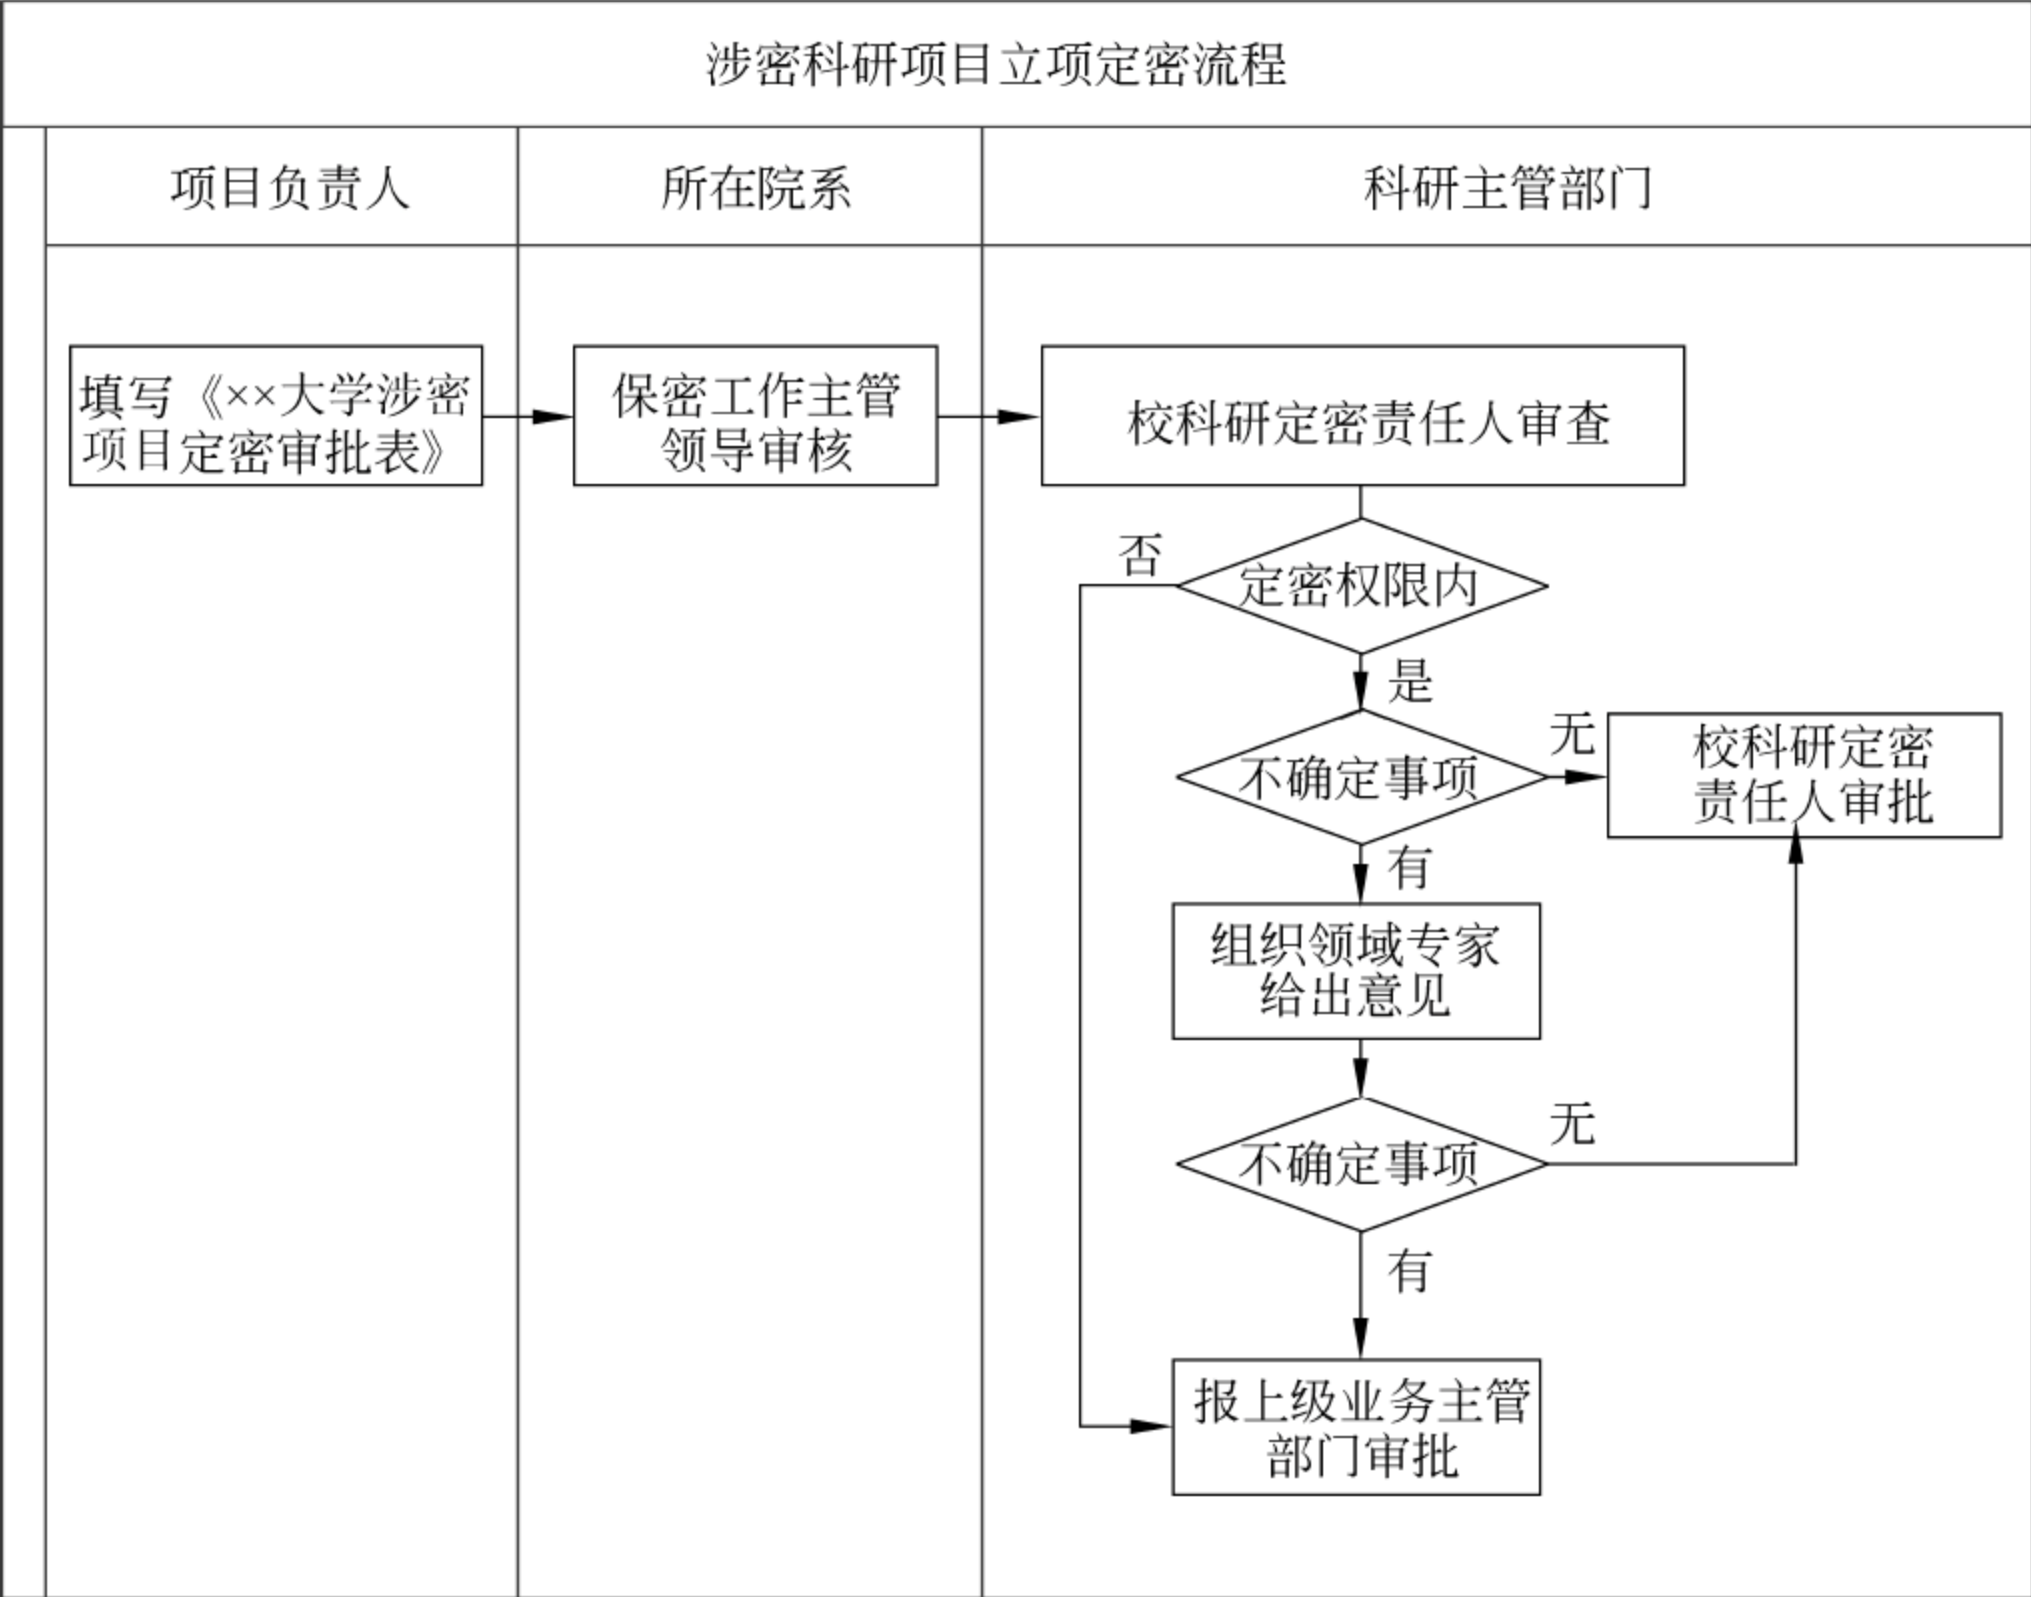 涉密科研项目立项定密流程
项目负责人
所在院系
科研主管部门
填写《××大学涉密
项目定密审批表》
保密工作主管
领导审核
校科研定密责任人审查
否
定密权限内
是
不确定事项
无
校科研定密
责任人审批
有
组织领域专家
给出意见
不确定事项
无
有
报上级业务主管
部门审批